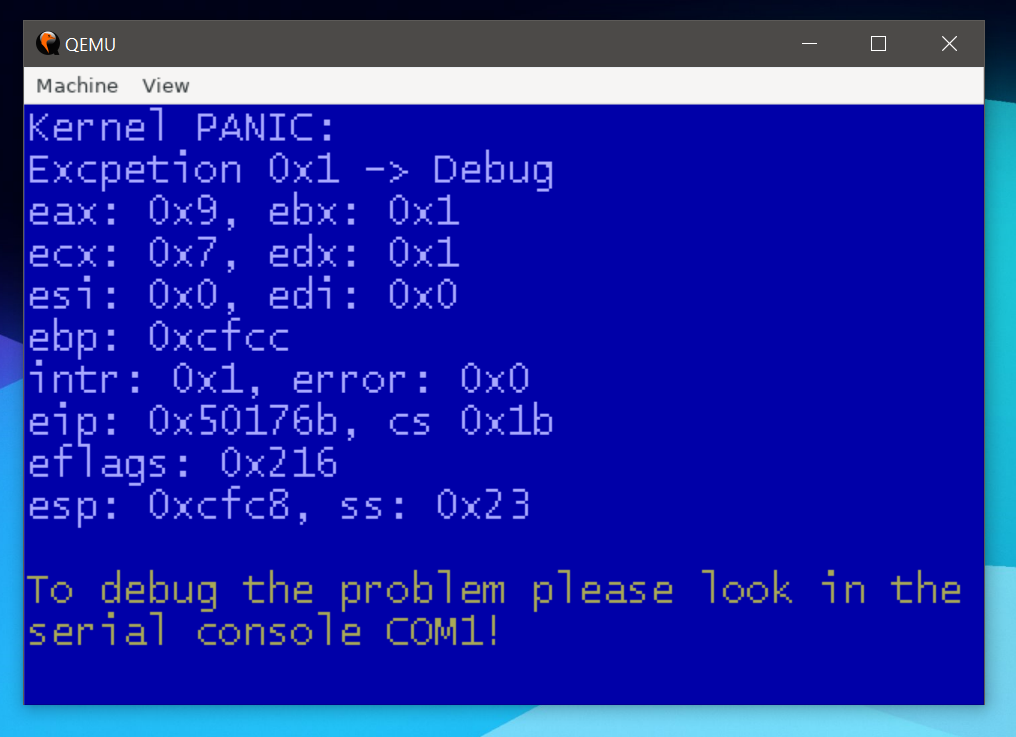 QEMU
Machine View
Kernel PANIC:
Excpetion 0x1 -> Debug
eax: 0x9, ebx: 0x1
ecx: 0x7, edx: 0x1
esi: 0x0, edi: 0x0
ebp: 0xcfcc
intr: 0x1, error: 0x0
eip: 0x50176b, cs 0x1b
eflags: 0x216
esp: 0xcfc8, ss: 0x23
To debug the problem please look in the
serial console COM1!